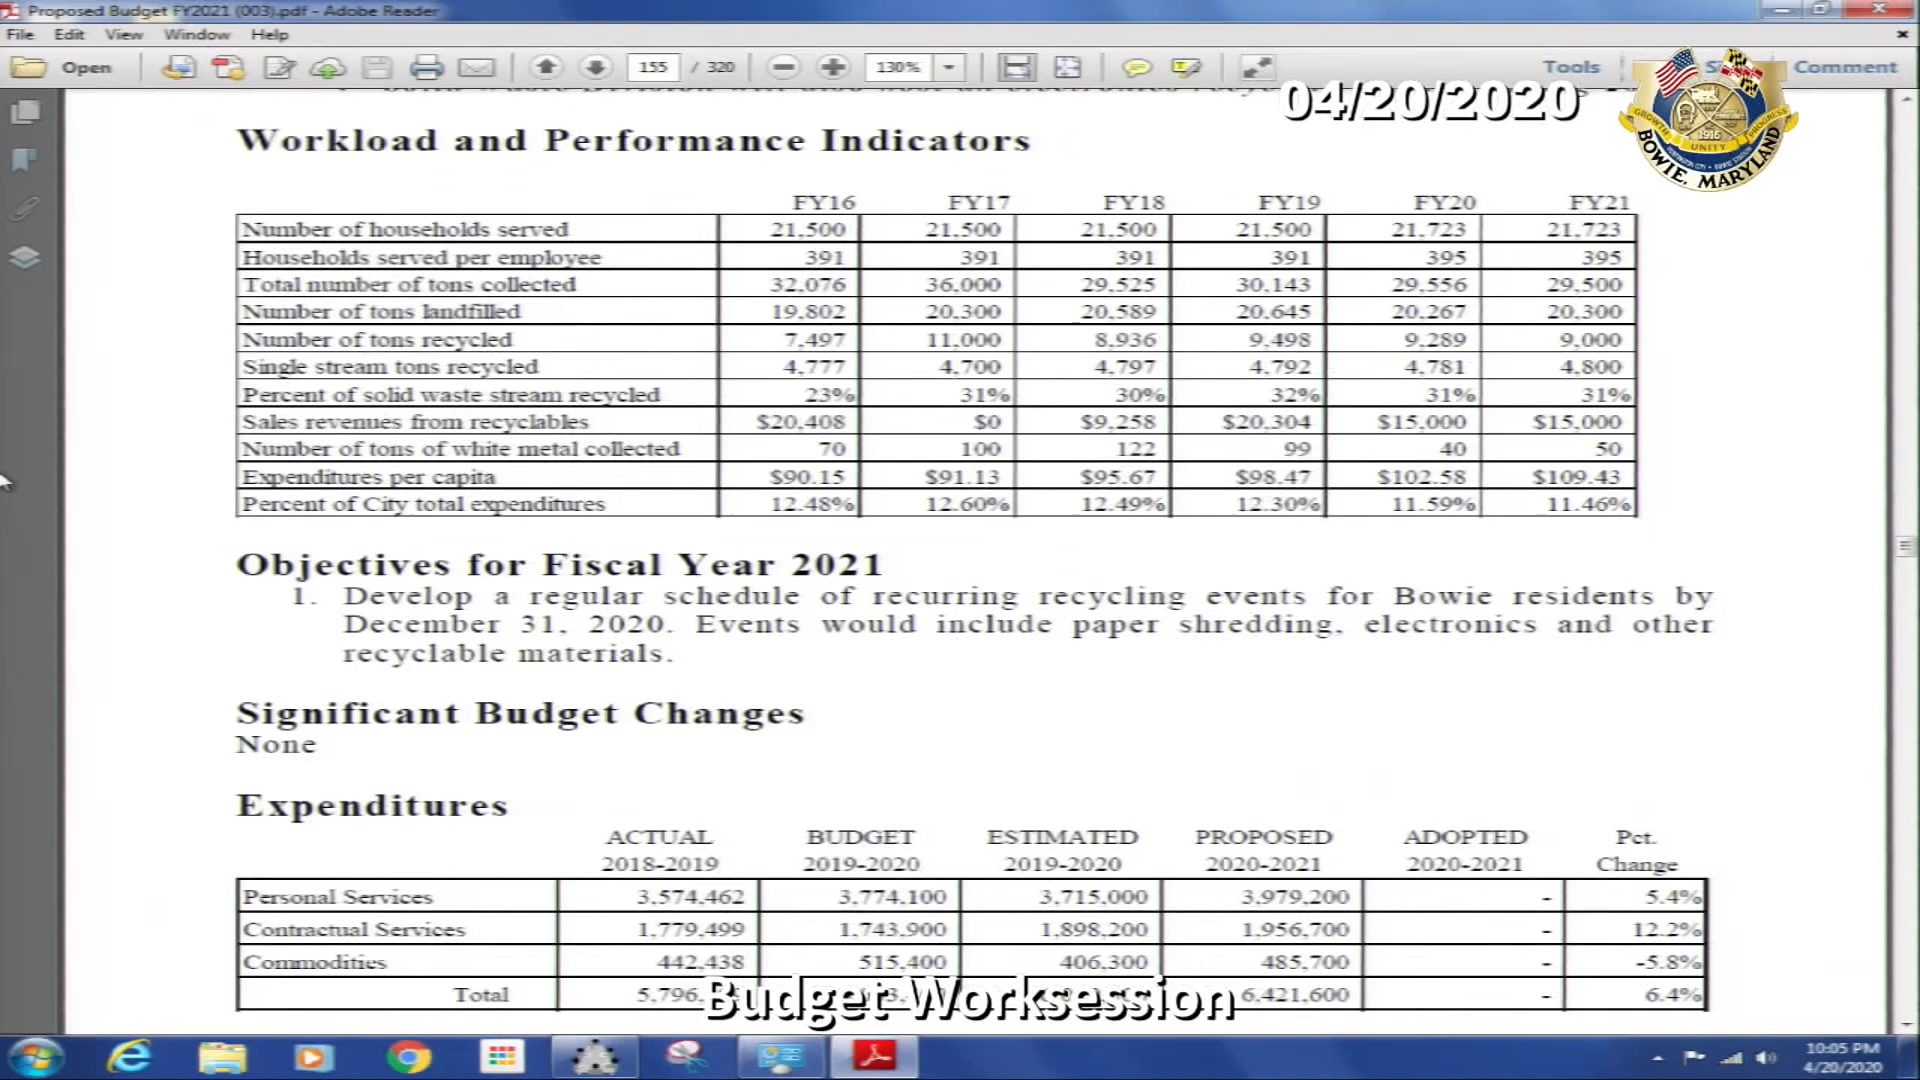 Proposed Budget FY2021 (003).pdf - Adobe Reader
File Edit View Window Help
Open 155 / 320 130% Tools Comment
04/20/2020
GROWTH UNITY PROGRESS
1916
BOWIE, MARYLAND
Workload and Performance Indicators
FY16 FY17 FY18 FY19 FY20 FY21
Number of households served 21,500 21,500 21,500 21,500 21,723 21,723
Households served per employee 391 391 391 391 395 395
Total number of tons collected 32,076 36,000 29,525 30,143 29,556 29,500
Number of tons landfilled 19,802 20,300 20,589 20,645 20,267 20,300
Number of tons recycled 7,497 11,000 8,936 9,498 9,289 9,000
Single stream tons recycled 4,777 4,700 4,797 4,792 4,781 4,800
Percent of solid waste stream recycled 23% 31% 30% 32% 31% 31%
Sales revenues from recyclables $20,408 $0 $9,258 $20,304 $15,000 $15,000
Number of tons of white metal collected 70 100 122 99 40 50
Expenditures per capita $90.15 $91.13 $95.67 $98.47 $102.58 $109.43
Percent of City total expenditures 12.48% 12.60% 12.49% 12.30% 11.59% 11.46%
Objectives for Fiscal Year 2021
1. Develop a regular schedule of recurring recycling events for Bowie residents by
December 31, 2020. Events would include paper shredding, electronics and other
recyclable materials.
Significant Budget Changes
None
Expenditures
ACTUAL BUDGET ESTIMATED PROPOSED ADOPTED Pct.
2018-2019 2019-2020 2019-2020 2020-2021 2020-2021 Change
Personal Services 3,574,462 3,774,100 3,715,000 3,979,200 - 5.4%
Contractual Services 1,779,499 1,743,900 1,898,200 1,956,700 - 12.2%
Commodities 442,438 515,400 406,300 485,700 - -5.8%
Total 5,796, 6,421,600 - 6.4%
Budget Worksession
10:05 PM
4/20/2020